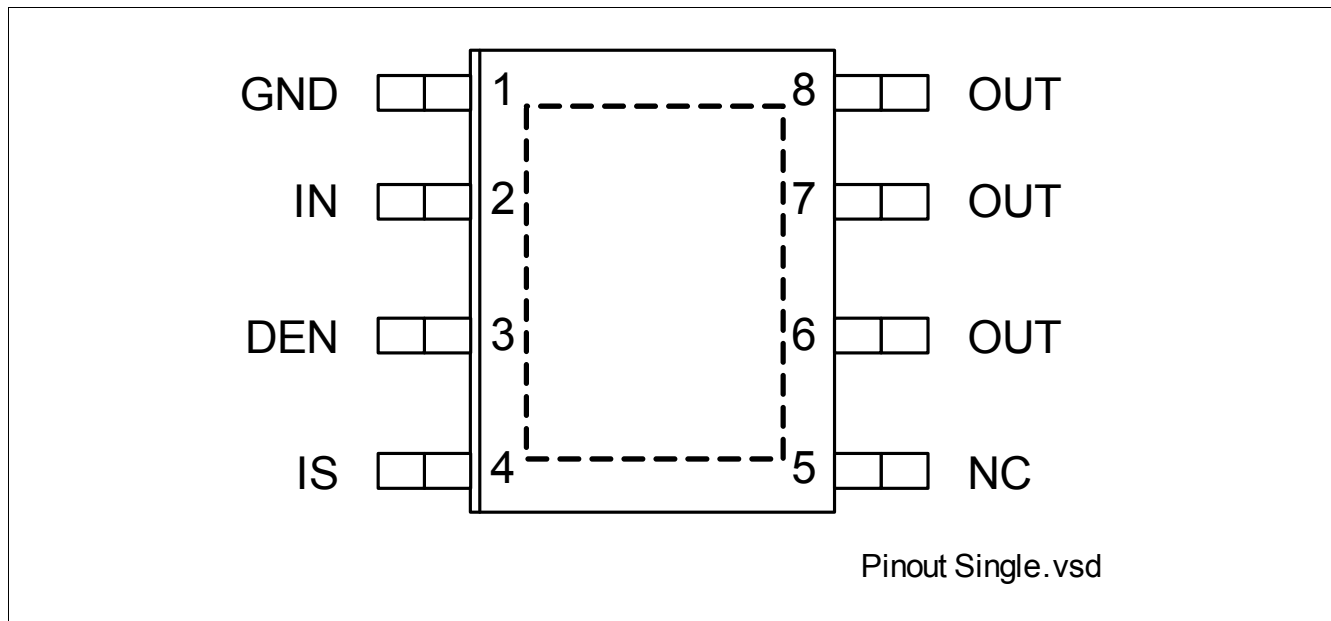 GND 1 8 OUT
IN 2 7 OUT
DEN 3 6 OUT
IS 4 5 NC
Pinout Single.vsd